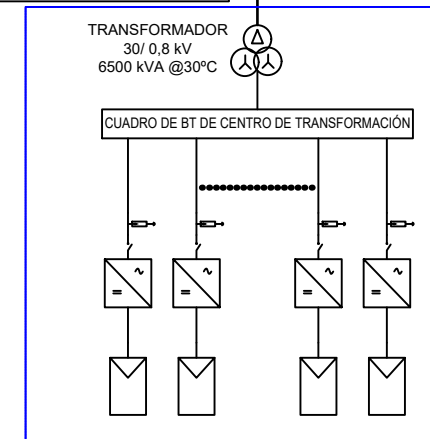 TRANSFORMADOR
30/ 0,8 kV
6500 kVA @30ºC
CUADRO DE BT DE CENTRO DE TRANSFORMACIÓN